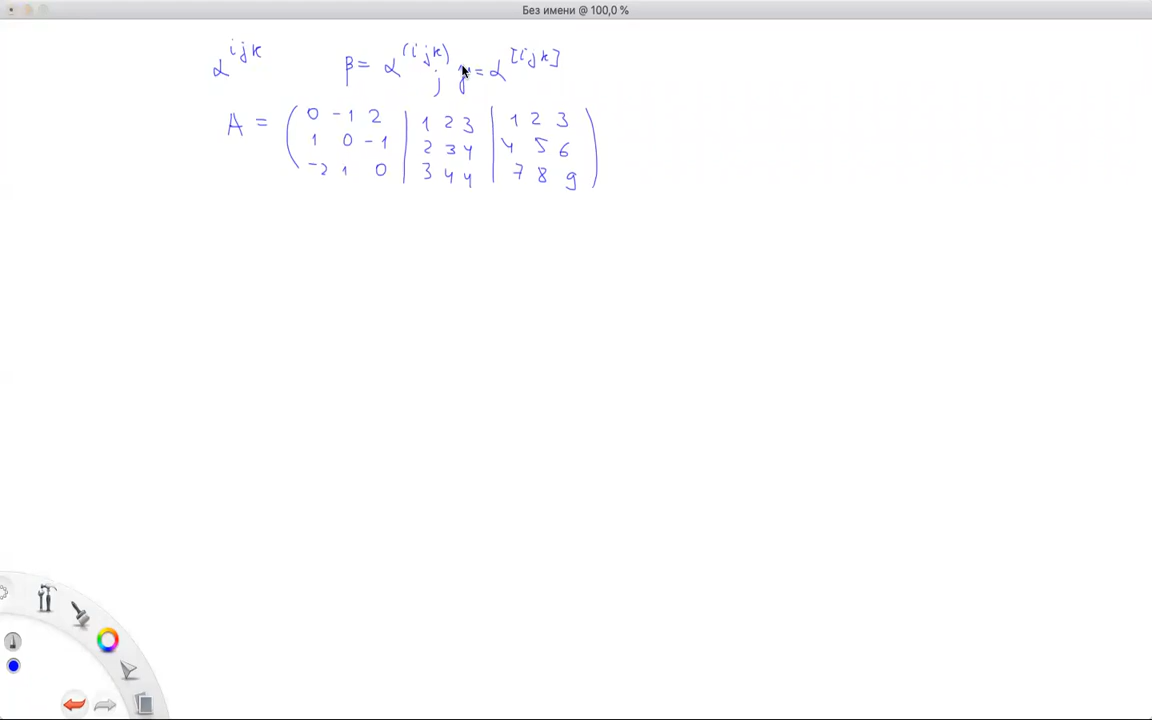 Без имени @ 100,0 %
α^{ijk} β = α^{(ijk)}; γ = α^{[ijk]}
A = ( 0 -1 2 | 1 2 3 | 1 2 3
1 0 -1 | 2 3 4 | 4 5 6
-2 1 0 | 3 4 4 | 7 8 9 )